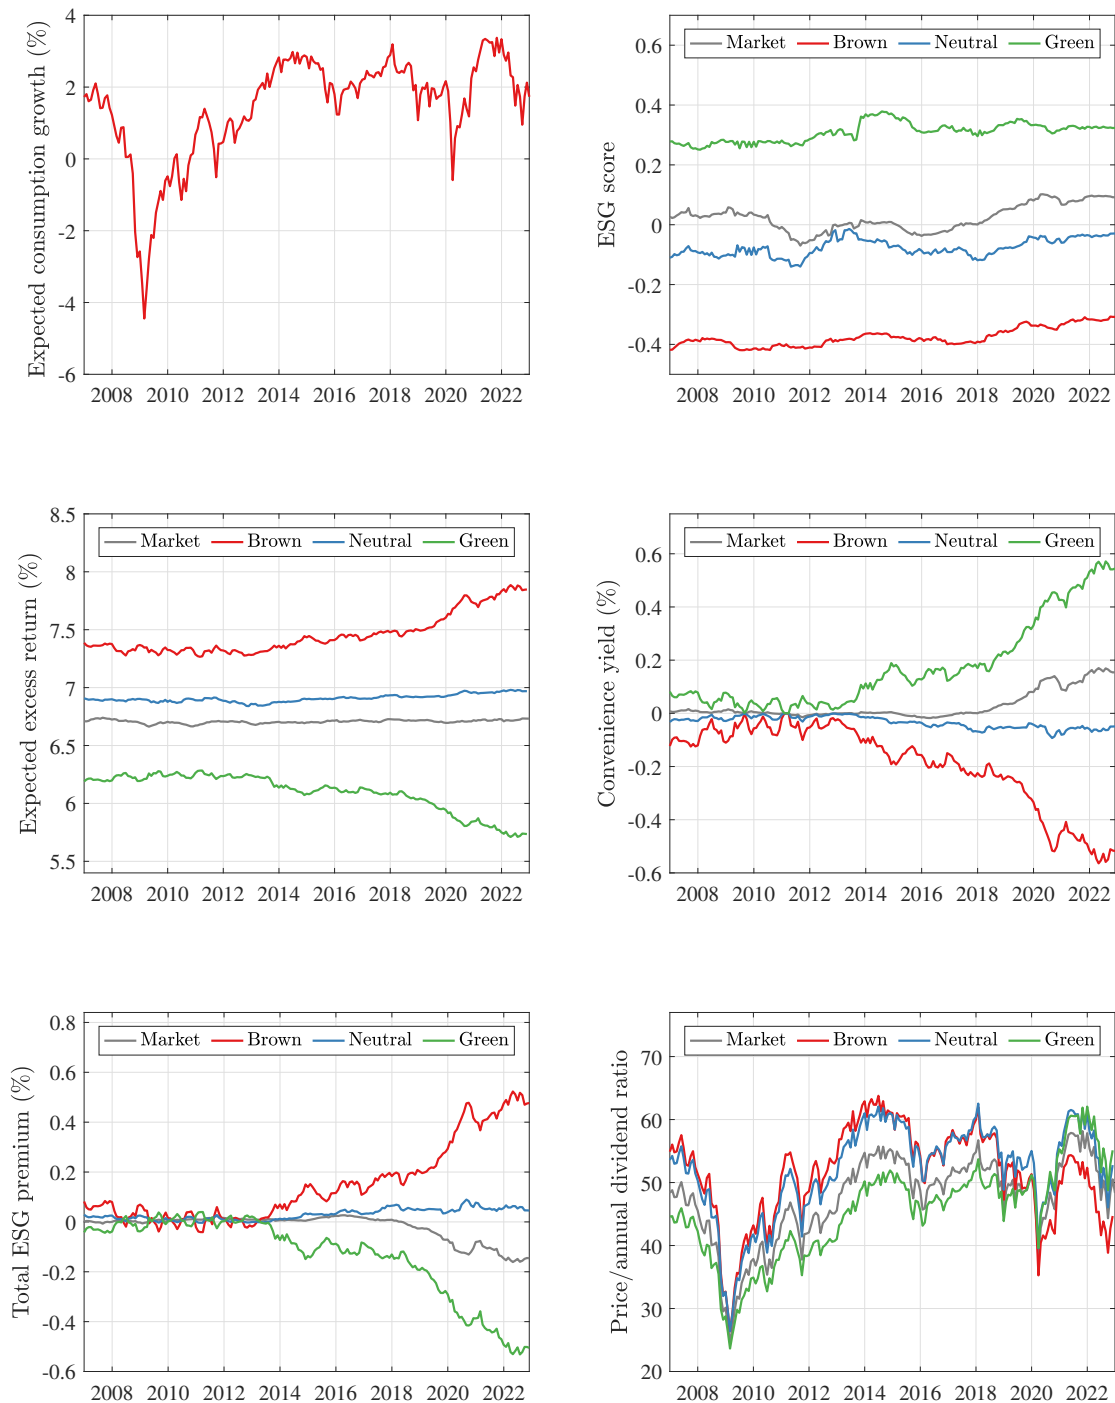 Expected consumption growth (%)
4
2
0
-2
-4
-6
2008 2010 2012 2014 2016 2018 2020 2022
ESG score
Market Brown Neutral Green
0.6
0.4
0.2
0
-0.2
-0.4
2008 2010 2012 2014 2016 2018 2020 2022
Expected excess return (%)
Market Brown Neutral Green
8.5
8
7.5
7
6.5
6
5.5
2008 2010 2012 2014 2016 2018 2020 2022
Convenience yield (%)
Market Brown Neutral Green
0.6
0.4
0.2
0
-0.2
-0.4
-0.6
2008 2010 2012 2014 2016 2018 2020 2022
Total ESG premium (%)
Market Brown Neutral Green
0.8
0.6
0.4
0.2
0
-0.2
-0.4
-0.6
2008 2010 2012 2014 2016 2018 2020 2022
Price/annual dividend ratio
Market Brown Neutral Green
70
60
50
40
30
20
2008 2010 2012 2014 2016 2018 2020 2022